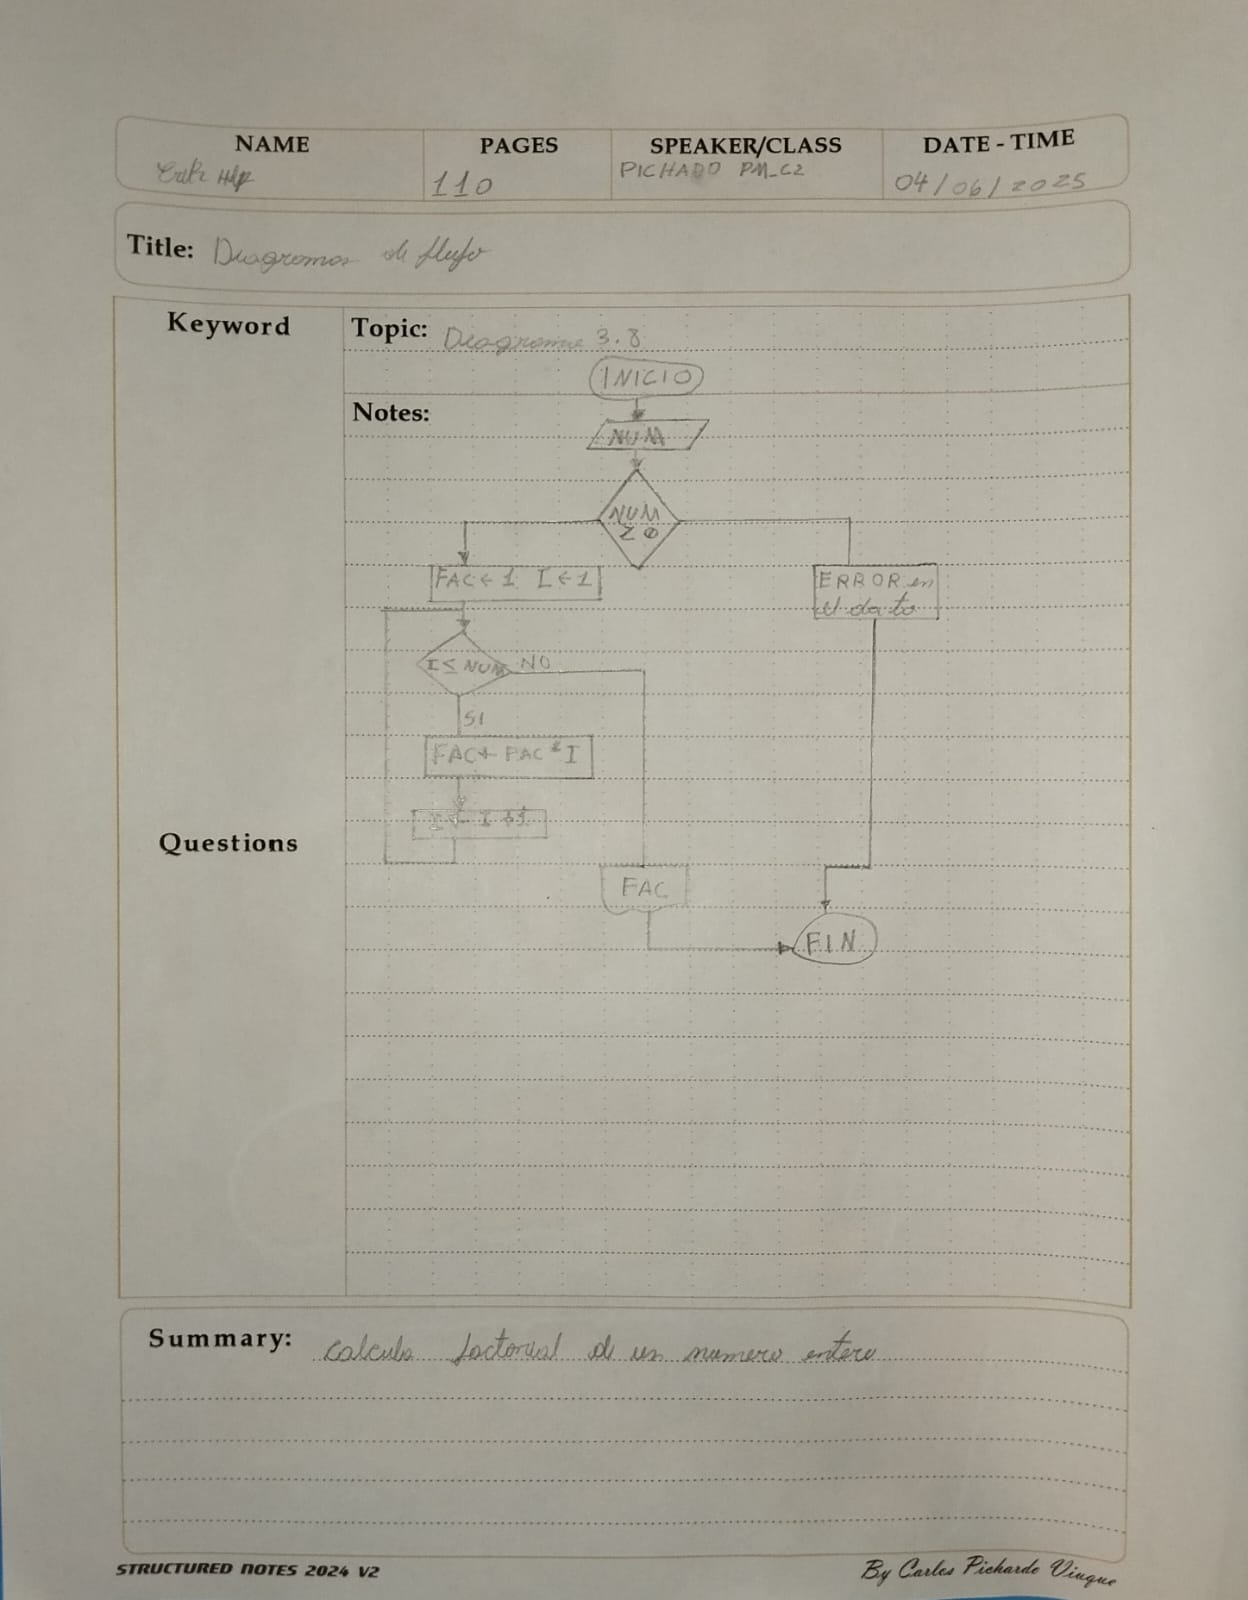 NAME PAGES SPEAKER/CLASS DATE - TIME
110 PICHADO PM_C2 04/06/2025
Title: Diagramas de flujo
Keyword
Topic: Diagrama 3.8
INICIO
Notes:
NUM
NUM
≥ 0
FAC ← 1 I ← 1
ERROR en
el dato
I ≤ NUM NO
SI
FAC ← FAC * I
I ← I + 1
Questions
FAC
FIN
Summary: calcula factorial de un numero entero
STRUCTURED NOTES 2024 V2
By Carlos Pichardo Viuque